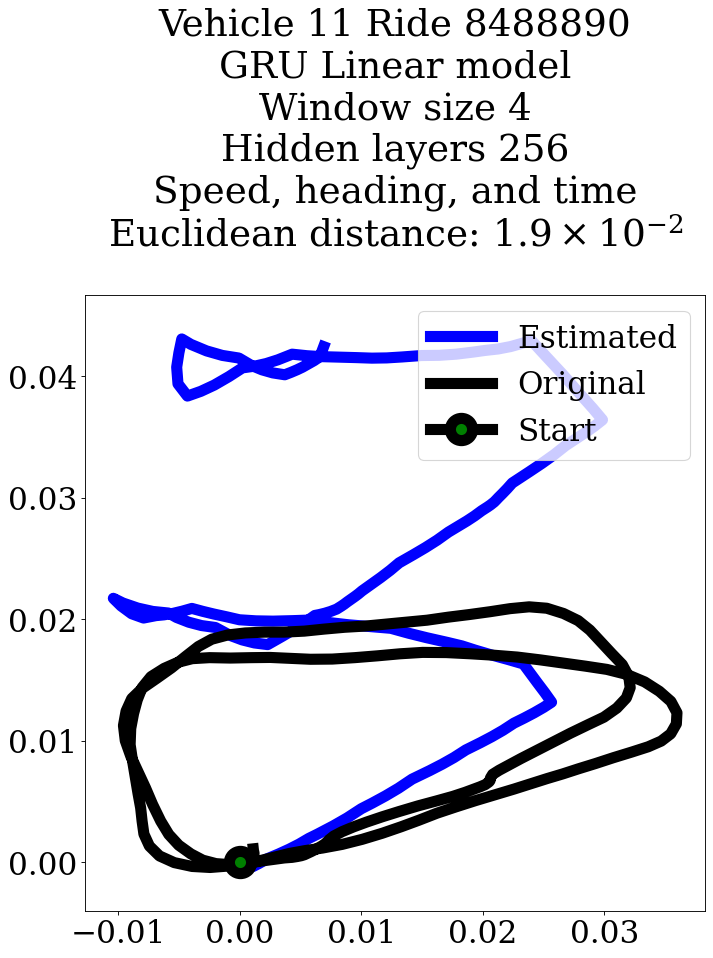 Vehicle 11 Ride 8488890
GRU Linear model
Window size 4
Hidden layers 256
Speed, heading, and time
Euclidean distance: 1.9 × 10⁻²
Estimated
Original
Start
0.04
0.03
0.02
0.01
0.00
−0.01 0.00 0.01 0.02 0.03